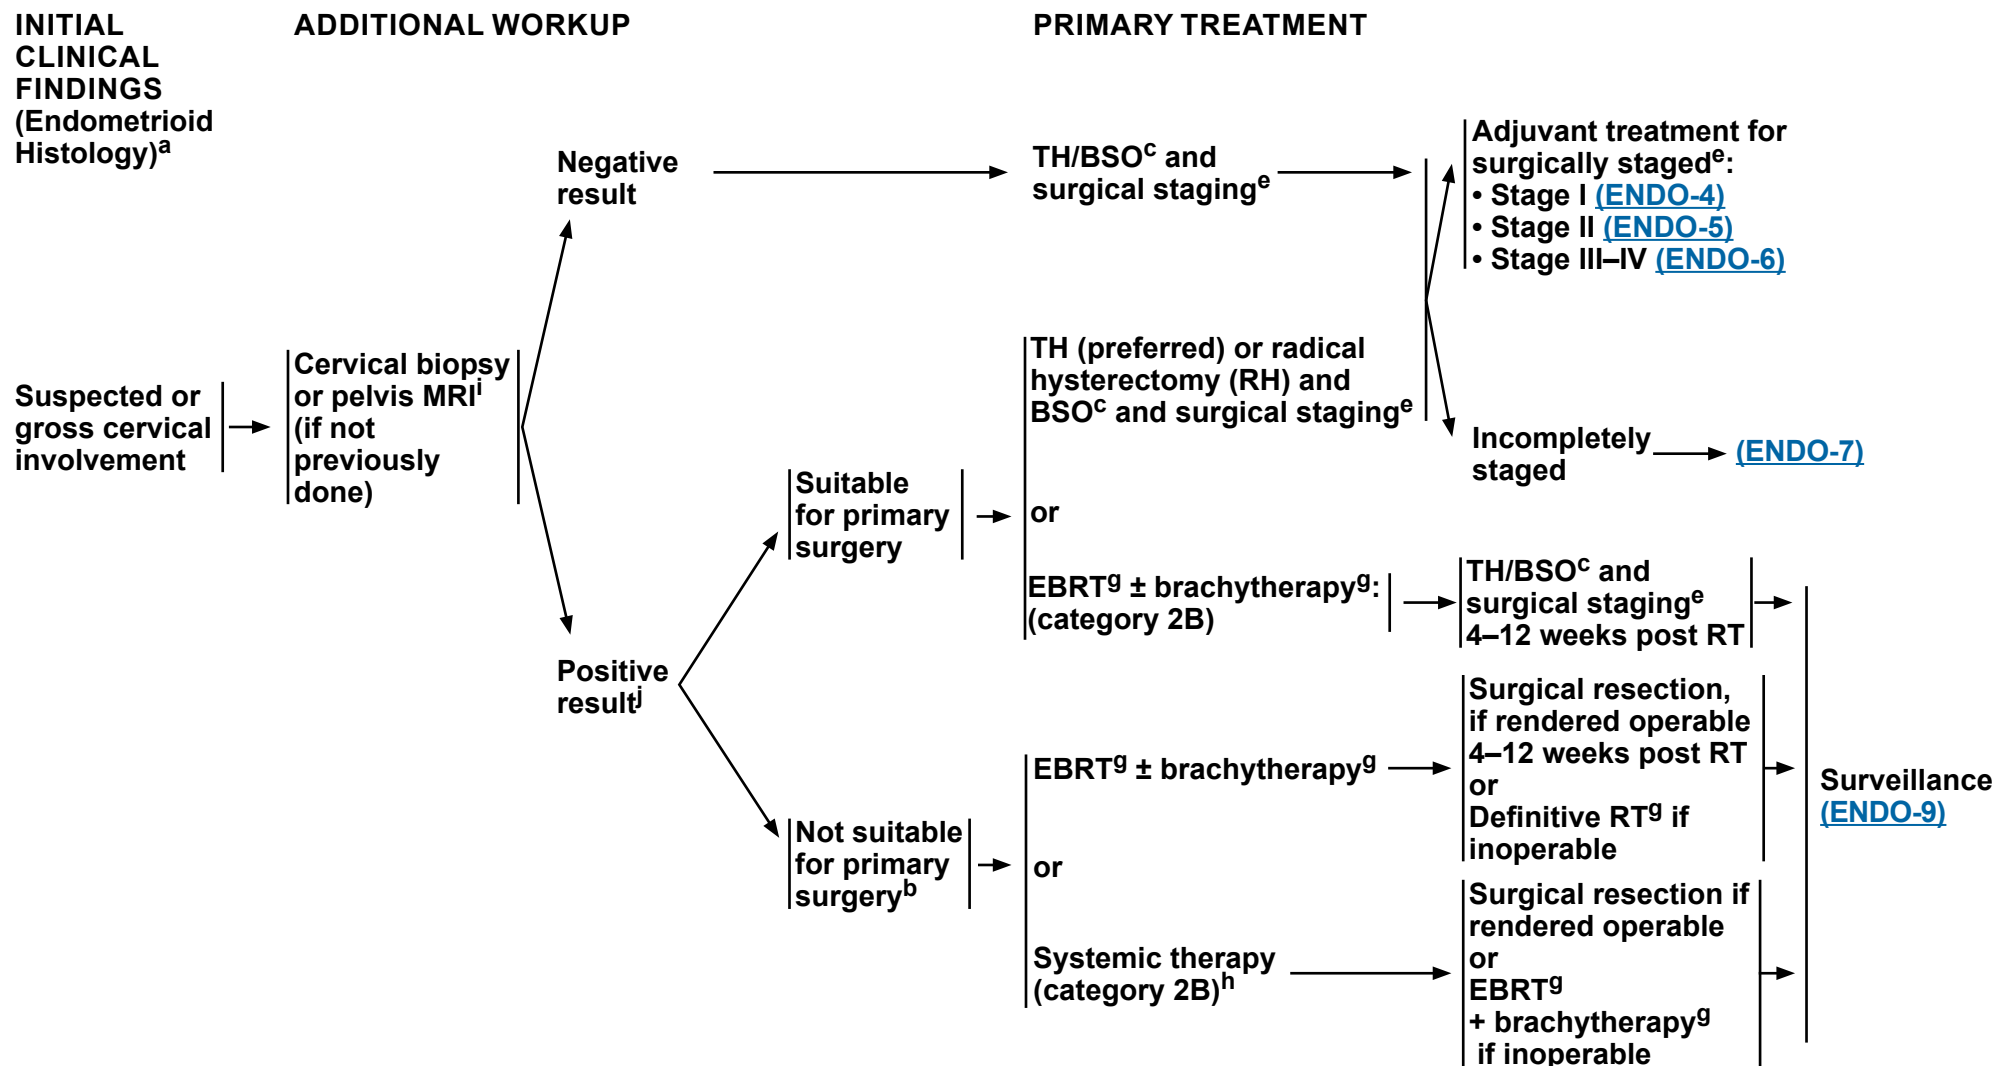 INITIAL
CLINICAL
FINDINGS
(Endometrioid
Histology)a
ADDITIONAL WORKUP
PRIMARY TREATMENT
Suspected or
gross cervical
involvement
Cervical biopsy
or pelvis MRIi
(if not
previously
done)
Negative
result
TH/BSOc and
surgical staginge
Adjuvant treatment for
surgically stagede:
• Stage I (ENDO-4)
• Stage II (ENDO-5)
• Stage III–IV (ENDO-6)
Incompletely
staged
(ENDO-7)
Positive
resultj
Suitable
for primary
surgery
TH (preferred) or radical
hysterectomy (RH) and
BSOc and surgical staginge
or
EBRTg ± brachytherapyg:
(category 2B)
TH/BSOc and
surgical staginge
4–12 weeks post RT
Not suitable
for primary
surgeryb
EBRTg ± brachytherapyg
or
Systemic therapy
(category 2B)h
Surgical resection,
if rendered operable
4–12 weeks post RT
or
Definitive RTg if
inoperable
Surgical resection if
rendered operable
or
EBRTg
+ brachytherapyg
if inoperable
Surveillance
(ENDO-9)